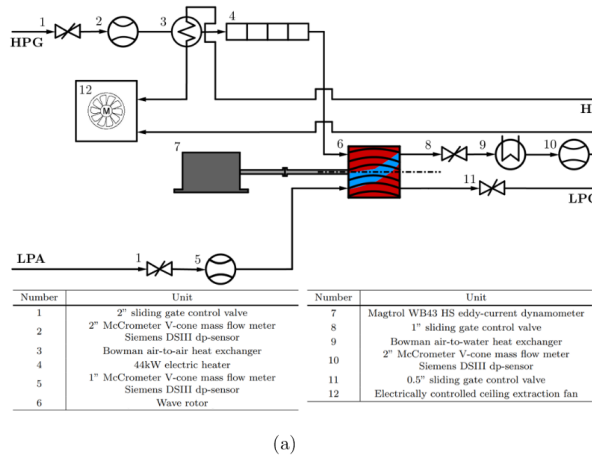 1 2 3 4
HPG
12
M
H
7 6 8 9 10
11
LPG
LPA 1 5
Number Unit
1 2” sliding gate control valve
2 2” McCrometer V-cone mass flow meter
Siemens DSIII dp-sensor
3 Bowman air-to-air heat exchanger
4 44kW electric heater
5 1” McCrometer V-cone mass flow meter
Siemens DSIII dp-sensor
6 Wave rotor
Number Unit
7 Magtrol WB43 HS eddy-current dynamometer
8 1” sliding gate control valve
9 Bowman air-to-water heat exchanger
10 2” McCrometer V-cone mass flow meter
Siemens DSIII dp-sensor
11 0.5” sliding gate control valve
12 Electrically controlled ceiling extraction fan
(a)